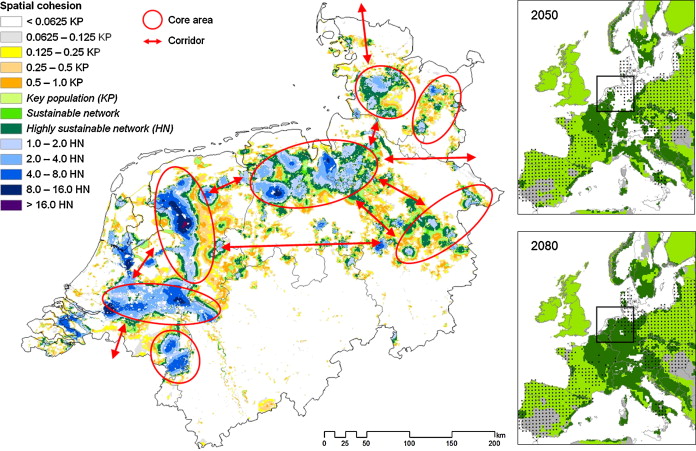 Spatial cohesion
< 0.0625 KP
0.0625 – 0.125 KP
0.125 - 0.25 KP
0.25 – 0.5 KP
0.5 – 1.0 KP
Key population (KP)
Sustainable network
Highly sustainable network (HN)
1.0 – 2.0 HN
2.0 – 4.0 HN
4.0 – 8.0 HN
8.0 – 16.0 HN
> 16.0 HN
Core area
Corridor
0 12.5 25 50 100 150 200
km
2050
2080